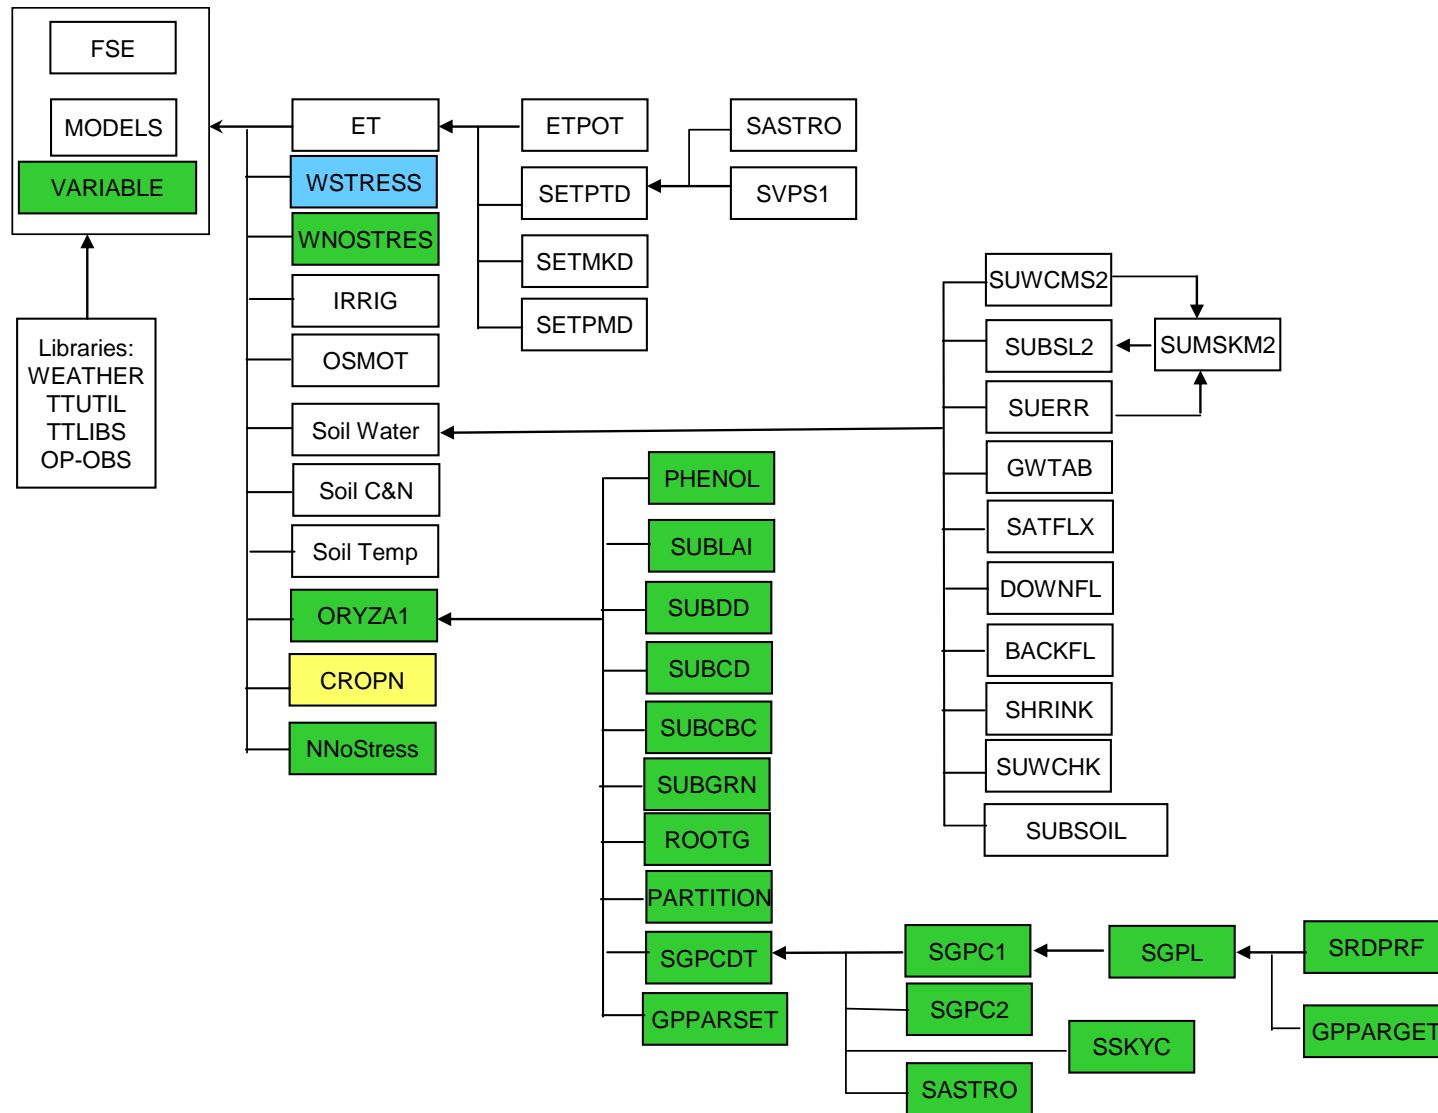 FSE
MODELS
VARIABLE
Libraries:
WEATHER
TTUTIL
TTLIBS
OP-OBS
ET
WSTRESS
WNOSTRES
IRRIG
OSMOT
Soil Water
Soil C&N
Soil Temp
ORYZA1
CROPN
NNoStress
ETPOT
SETPTD
SETMKD
SETPMD
SASTRO
SVPS1
SUWCMS2
SUBSL2
SUERR
GWTAB
SATFLX
DOWNFL
BACKFL
SHRINK
SUWCHK
SUBSOIL
SUMSKM2
PHENOL
SUBLAI
SUBDD
SUBCD
SUBCBC
SUBGRN
ROOTG
PARTITION
SGPCDT
GPPARSET
SGPC1
SGPC2
SSKYC
SASTRO
SGPL
SRDPRF
GPPARGET